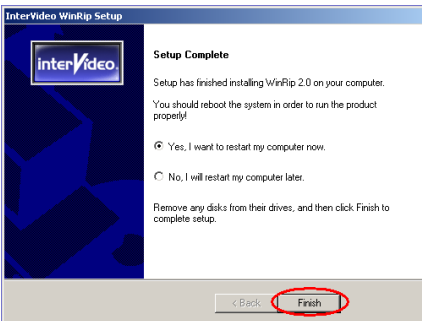 InterVideo WinRip Setup
interVideo.
Setup Complete
Setup has finished installing WinRip 2.0 on your computer.
You should reboot the system in order to run the product
properly!
Yes, I want to restart my computer now.
No, I will restart my computer later.
Remove any disks from their drives, and then click Finish to
complete setup.
< Back
Finish